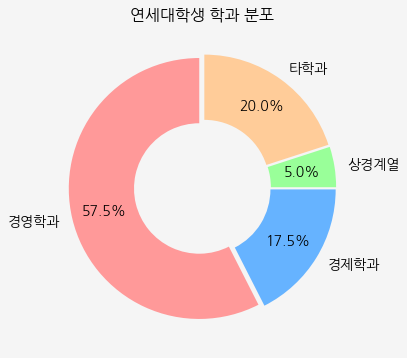 연세대학생 학과 분포
타학과
20.0%
상경계열
5.0%
경영학과
57.5%
17.5%
경제학과